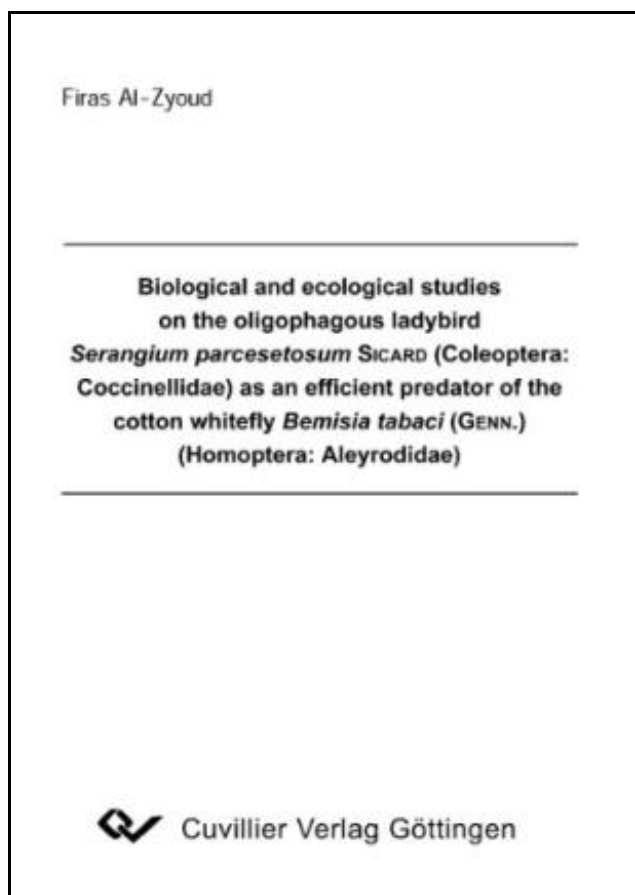 Firas Al-Zyoud
Biological and ecological studies
on the oligophagous ladybird
Serangium parcesetosum SICARD (Coleoptera:
Coccinellidae) as an efficient predator of the
cotton whitefly Bemisia tabaci (GENN.)
(Homoptera: Aleyrodidae)
Cuvillier Verlag Göttingen